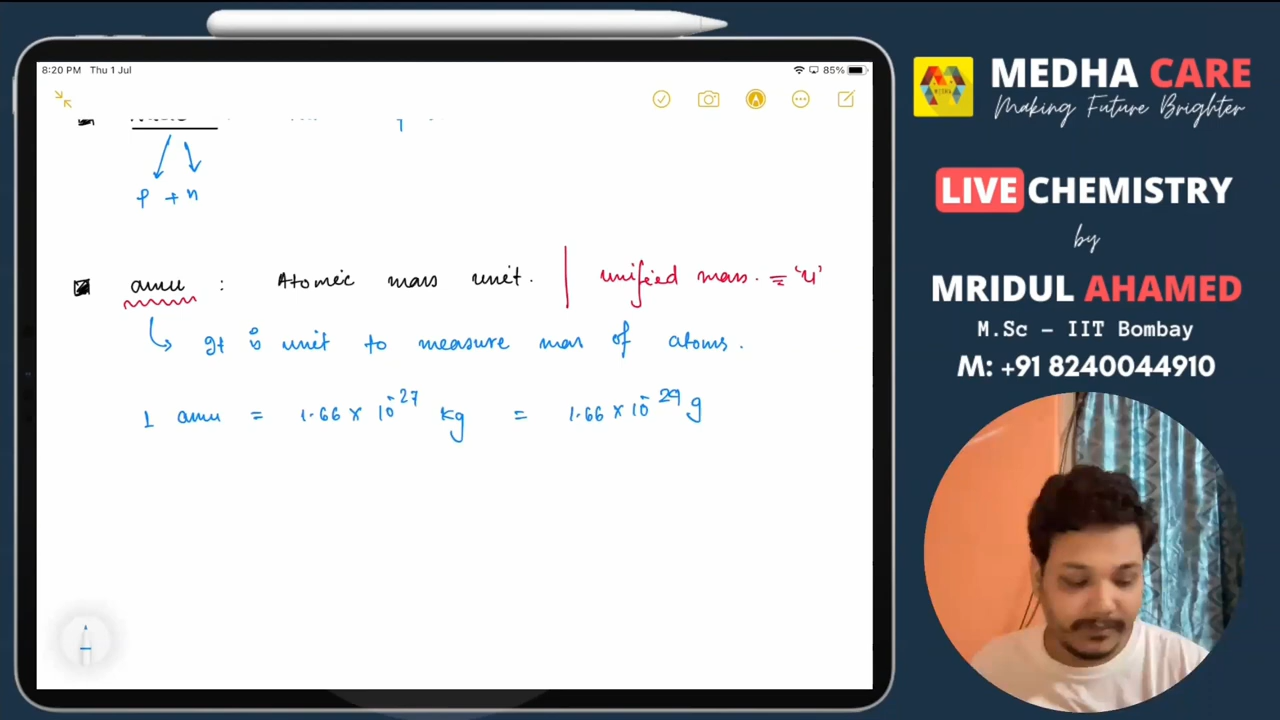 8:20 PM Thu 1 Jul
85%
p + n
amu : Atomic mass unit. | unified mass. = 'u'
It is unit to measure mass of atoms.
1 amu = 1.66 × 10⁻²⁷ kg = 1.66 × 10⁻²⁹ g
MEDHA CARE
Making Future Brighter
LIVE CHEMISTRY
by
MRIDUL AHAMED
M.Sc – IIT Bombay
M: +91 8240044910